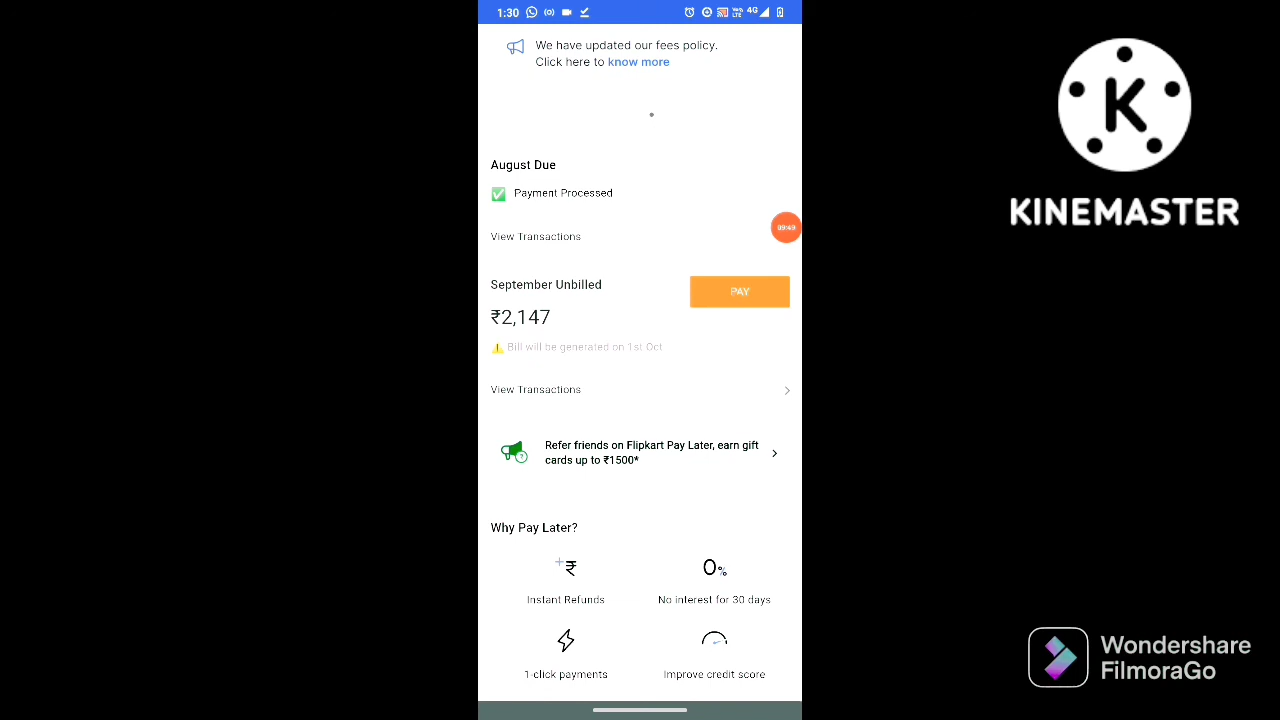 1:30
4G
We have updated our fees policy.
Click here to know more
August Due
Payment Processed
09:49
View Transactions
September Unbilled
PAY
₹2,147
Bill will be generated on 1st Oct
View Transactions
Refer friends on Flipkart Pay Later, earn gift
cards up to ₹1500*
Why Pay Later?
+₹
0%
Instant Refunds
No interest for 30 days
1-click payments
Improve credit score
K
KINEMASTER
Wondershare
FilmoraGo